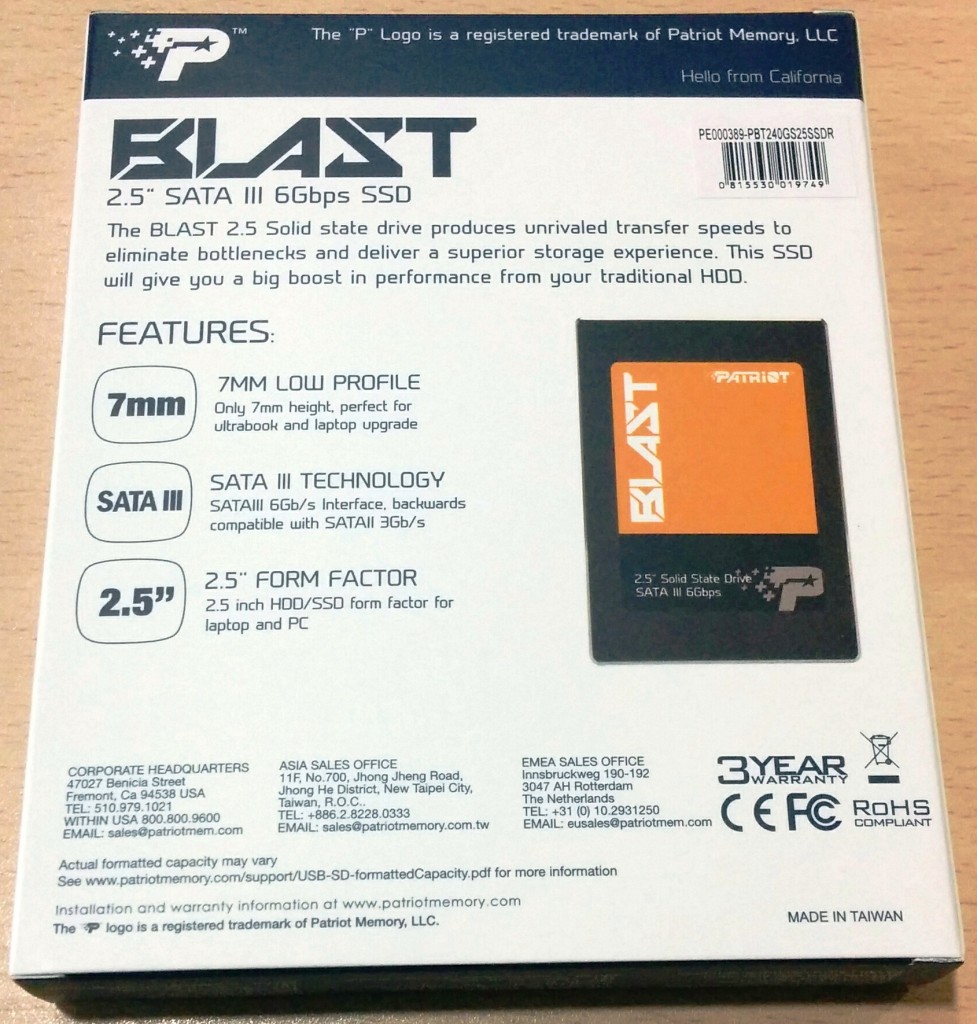 P™
The "P" Logo is a registered trademark of Patriot Memory, LLC
Hello from California
BLAST
PE000389-PBT240GS25SSDR
0 815530 019749
2.5" SATA III 6Gbps SSD
The BLAST 2.5 Solid state drive produces unrivaled transfer speeds to
eliminate bottlenecks and deliver a superior storage experience. This SSD
will give you a big boost in performance from your traditional HDD.
FEATURES:
7mm
7MM LOW PROFILE
Only 7mm height, perfect for
ultrabook and laptop upgrade
SATA III
SATA III TECHNOLOGY
SATAIII 6Gb/s Interface, backwards
compatible with SATAII 3Gb/s
2.5”
2.5" FORM FACTOR
2.5 inch HDD/SSD form factor for
laptop and PC
PATRIOT
BLAST
2.5" Solid State Drive
SATA III 6Gbps
P
CORPORATE HEADQUARTERS
47027 Benicia Street
Fremont, Ca 94538 USA
TEL: 510.979.1021
WITHIN USA 800.800.9600
EMAIL: sales@patriotmem.com
ASIA SALES OFFICE
11F, No.700, Jhong Jheng Road,
Jhong He District, New Taipei City,
Taiwan, R.O.C..
TEL: +886.2.8228.0333
EMAIL: sales@patriotmemory.com.tw
EMEA SALES OFFICE
Innsbruckweg 190-192
3047 AH Rotterdam
The Netherlands
TEL: +31 (0) 10.2931250
EMAIL: eusales@patriotmem.com
3YEAR
WARRANTY
CE FC RoHS
COMPLIANT
Actual formatted capacity may vary
See www.patriotmemory.com/support/USB-SD-formattedCapacity.pdf for more information
Installation and warranty information at www.patriotmemory.com
The P logo is a registered trademark of Patriot Memory, LLC.
MADE IN TAIWAN